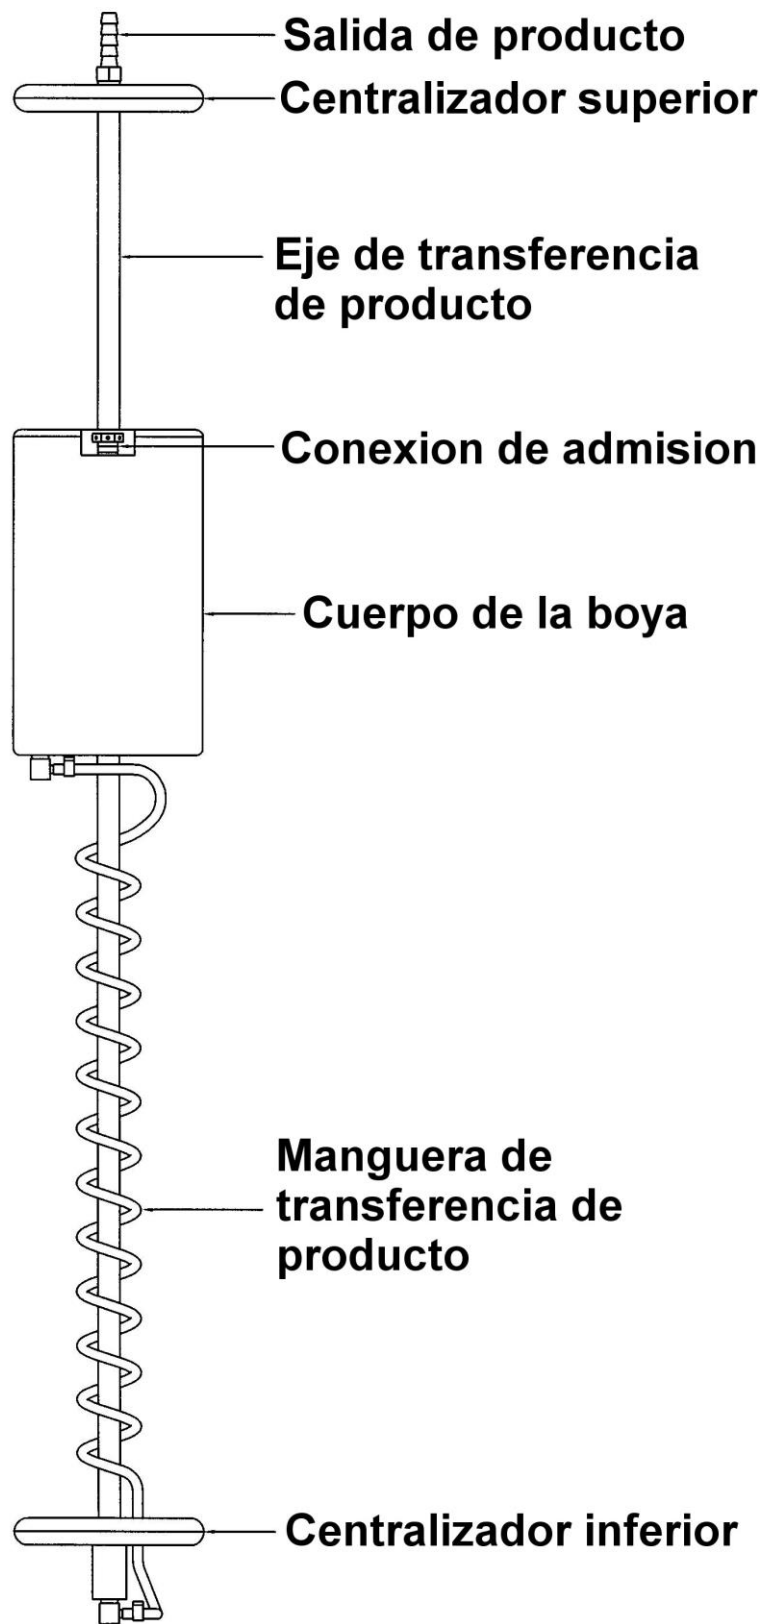 Salida de producto
Centralizador superior
Eje de transferencia
de producto
Conexion de admision
Cuerpo de la boya
Manguera de
transferencia de
producto
Centralizador inferior